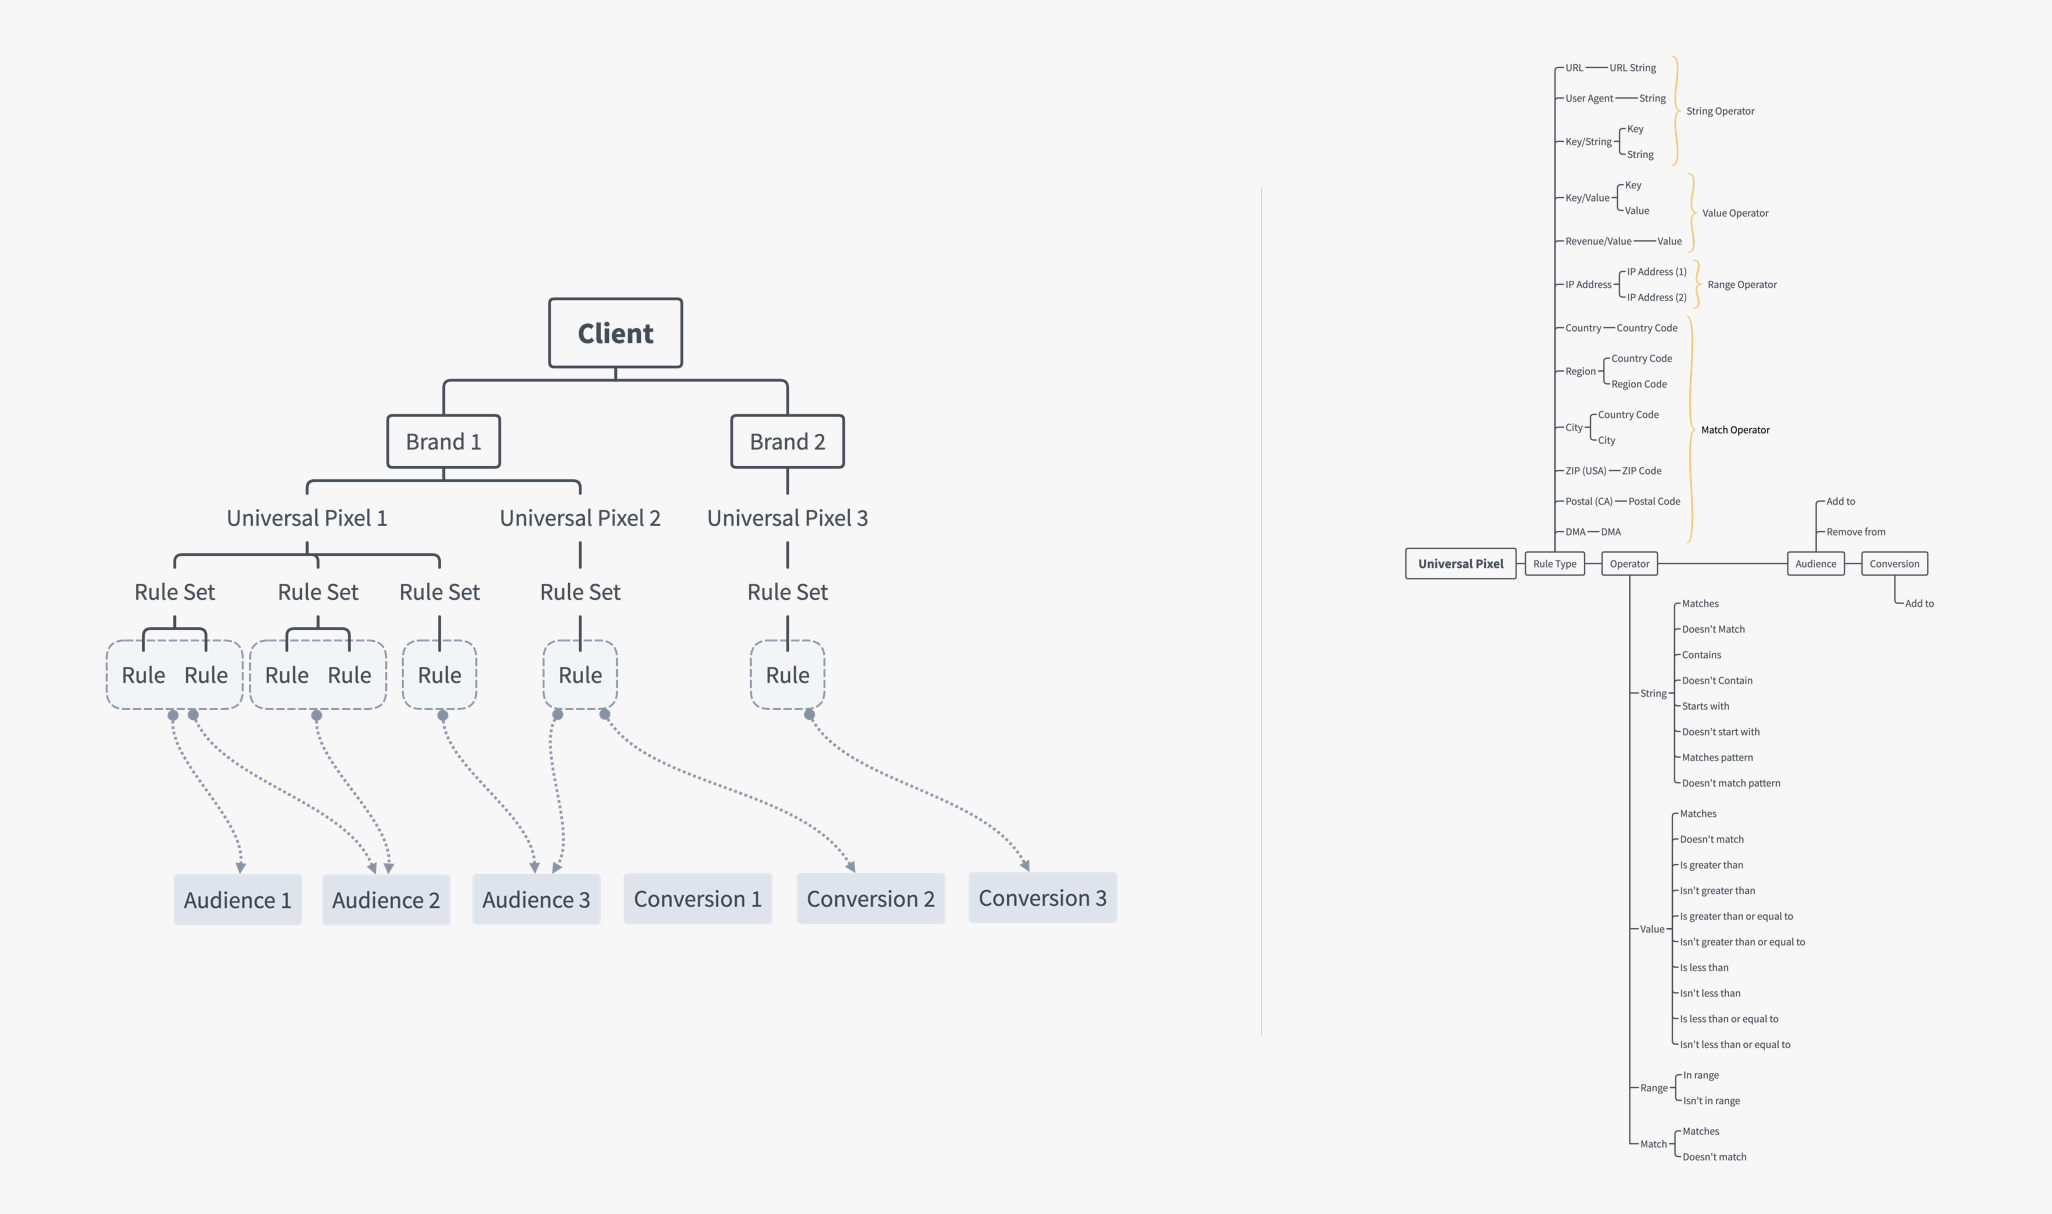 Client
Brand 1
Brand 2
Universal Pixel 1
Universal Pixel 2
Universal Pixel 3
Rule Set
Rule Set
Rule Set
Rule Set
Rule Set
Rule
Rule
Rule
Rule
Rule
Rule
Rule
Audience 1
Audience 2
Audience 3
Conversion 1
Conversion 2
Conversion 3
URL
URL String
User Agent
String
Key/String
Key
String
String Operator
Key/Value
Key
Value
Revenue/Value
Value
Value Operator
IP Address
IP Address (1)
IP Address (2)
Range Operator
Country
Country Code
Region
Country Code
Region Code
City
Country Code
City
ZIP (USA)
ZIP Code
Postal (CA)
Postal Code
DMA
DMA
Match Operator
Universal Pixel
Rule Type
Operator
Audience
Conversion
Add to
Remove from
Add to
String
Matches
Doesn't Match
Contains
Doesn't Contain
Starts with
Doesn't start with
Matches pattern
Doesn't match pattern
Value
Matches
Doesn't match
Is greater than
Isn't greater than
Is greater than or equal to
Isn't greater than or equal to
Is less than
Isn't less than
Is less than or equal to
Isn't less than or equal to
Range
In range
Isn't in range
Match
Matches
Doesn't match